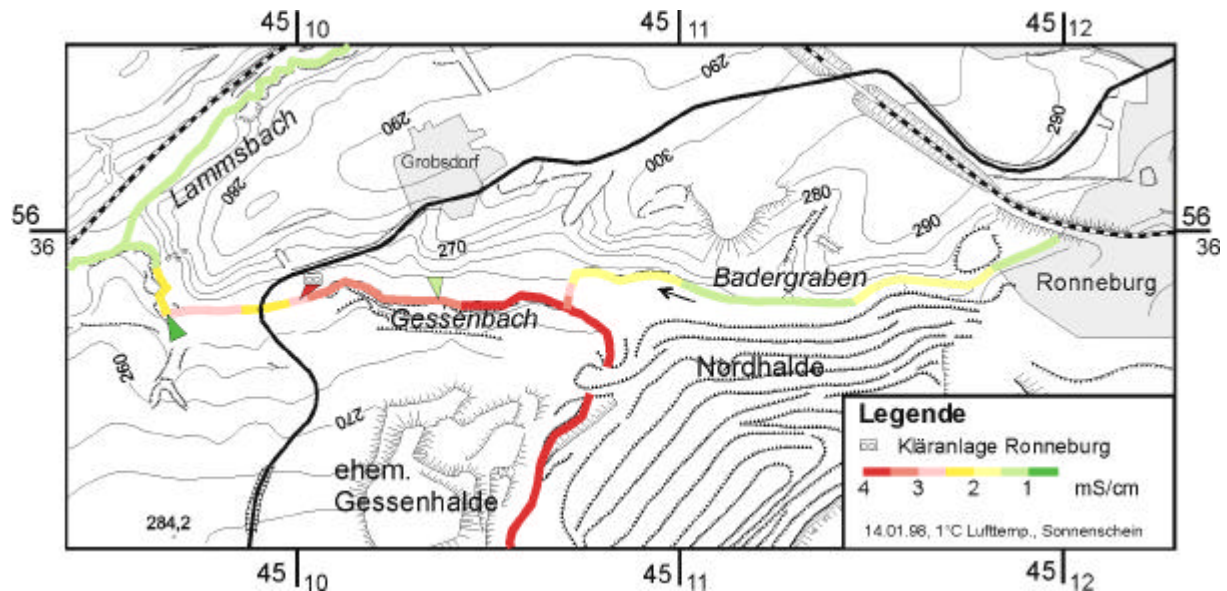 45 10
45 11
45 12
290
290
290
Lammsbach
280
Grobsdorf
300
280
290
56
36
56
36
270
Badergraben
Ronneburg
Gessenbach
260
Nordhalde
270
ehem.
Gessenhalde
284,2
Legende
Kläranlage Ronneburg
4 3 2 1 mS/cm
14.01.98, 1°C Lufttemp., Sonnenschein
45 10
45 11
45 12